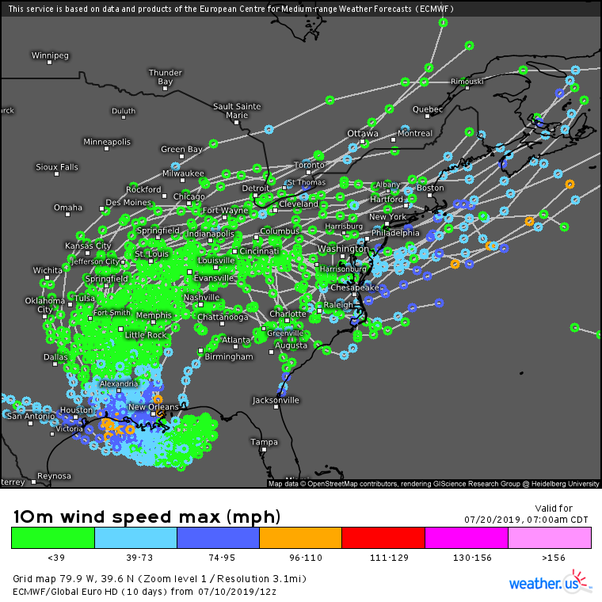 This service is based on data and products of the European Centre for Medium-range Weather Forecasts (ECMWF)
Winnipeg
Thunder
Bay
Rimouski
Quebec
arck
Duluth
Sault Sainte
Marie
Ottawa
Montreal
Minneapolis
Green Bay
Toronto
Sioux Falls
Milwaukee
St Thomas
Albany
Boston
Rockford
Detroit
Hartford
Omaha
Des Moines
Chicago
Cleveland
Fort Wayne
New York
Springfield
Columbus
Harrisburg
Philadelphia
Indianapolis
Kansas City
Washington
Jefferson City
St. Louis
Cincinnati
Wichita
Louisville
Harrisonburg
Springfield
Evansville
Chesapeake
Oklahoma
City
Tulsa
Nashville
Raleigh
Fort Smith
Memphis
Chattanooga
Charlotte
Little Rock
Atlanta
Greenville
Augusta
Dallas
Birmingham
Alexandria
Jacksonville
Houston
New Orleans
San Antonio
Victoria
Tampa
terrey
Reynosa
Map data © OpenStreetMap contributors, rendering GIScience Research Group @ Heidelberg University
10m wind speed max (mph)
Valid for
07/20/2019, 07:00am CDT
<39 39-73 74-95 96-110 111-129 130-156 >156
Grid map 79.9 W, 39.6 N (Zoom level 1 / Resolution 3.1mi)
ECMWF/Global Euro HD (10 days) from 07/10/2019/12z
weather.us